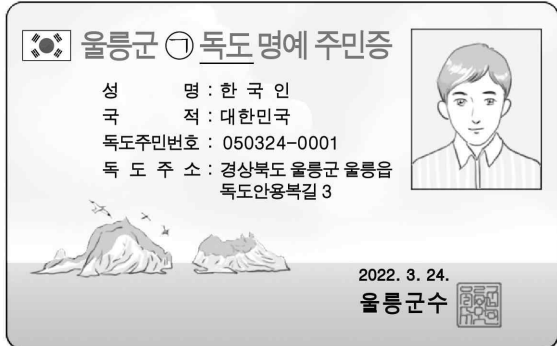 울릉군 ㉠ 독도 명예 주민증
성 명 : 한 국 인
국 적 : 대한민국
독도주민번호 : 050324-0001
독 도 주 소 : 경상북도 울릉군 울릉읍
독도안용복길 3
2022. 3. 24.
울릉군수